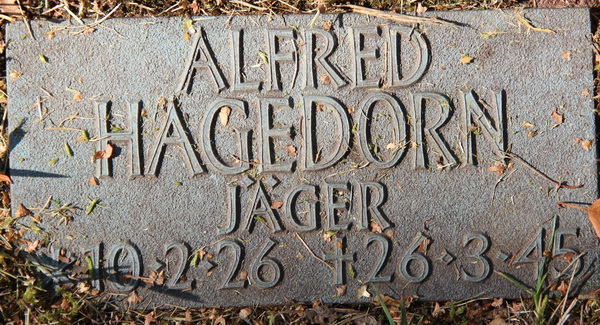 ALFRED
HAGEDORN
JÄGER
* 10·2·26 † 26·3·45